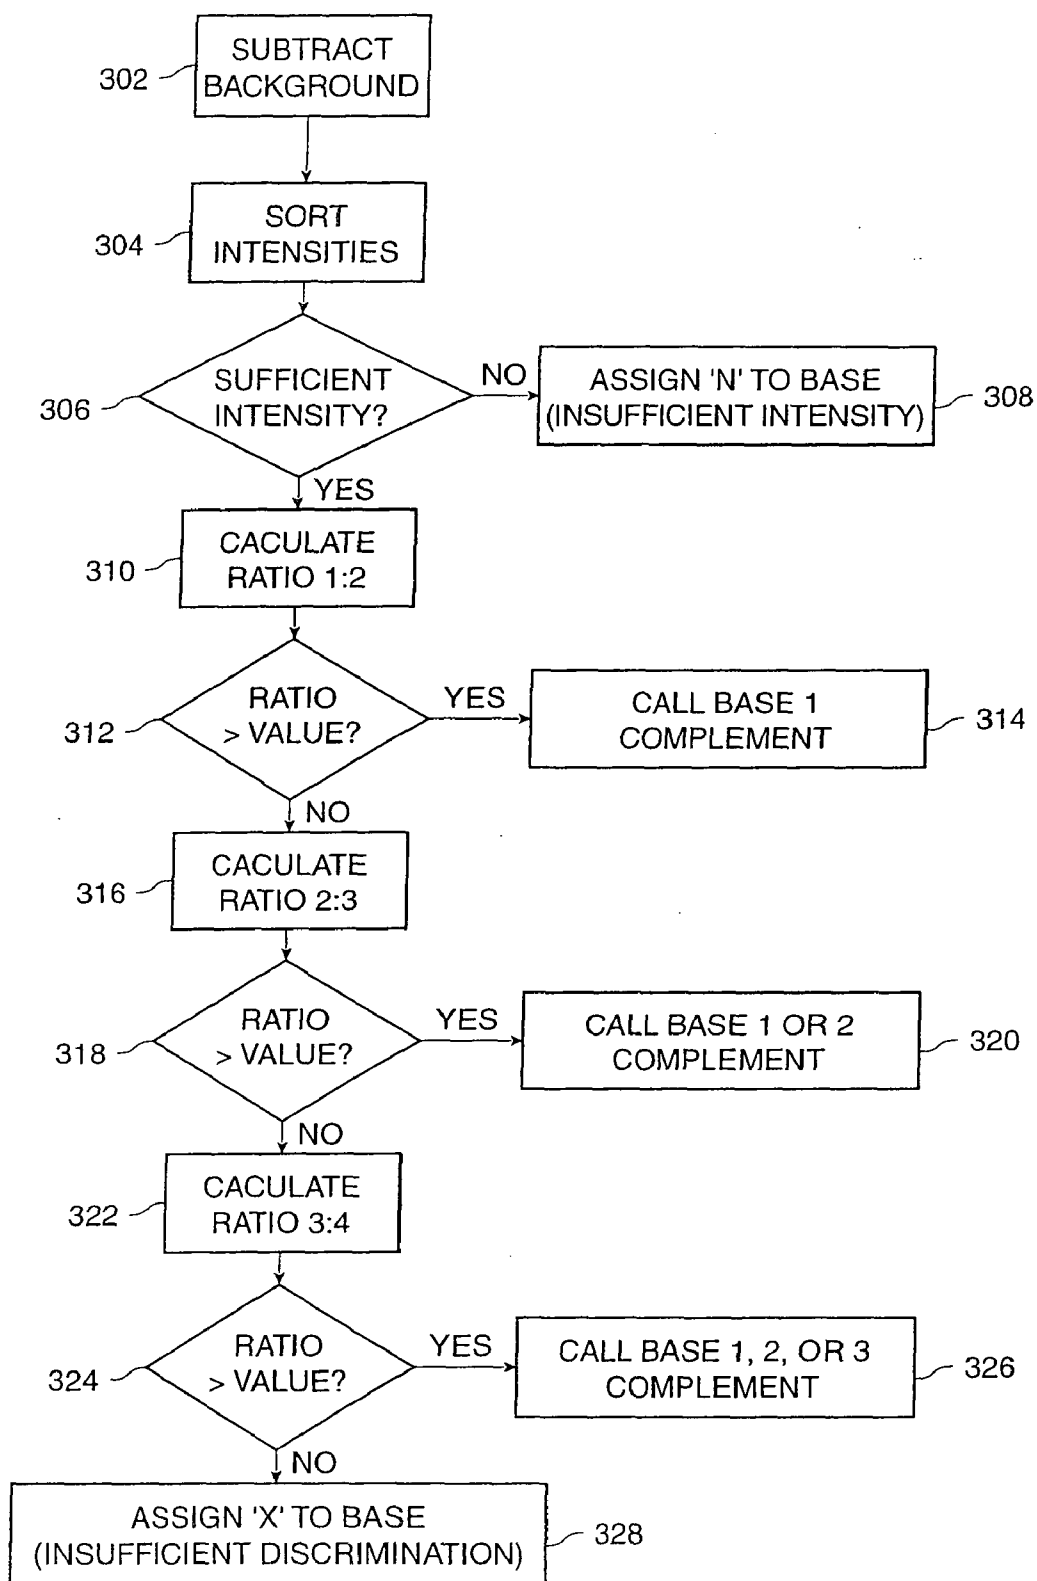 SUBTRACT
BACKGROUND
302
SORT
INTENSITIES
304
SUFFICIENT
INTENSITY?
306
NO
ASSIGN 'N' TO BASE
(INSUFFICIENT INTENSITY)
308
YES
CACULATE
RATIO 1:2
310
RATIO
> VALUE?
312
YES
CALL BASE 1
COMPLEMENT
314
NO
CACULATE
RATIO 2:3
316
RATIO
> VALUE?
318
YES
CALL BASE 1 OR 2
COMPLEMENT
320
NO
CACULATE
RATIO 3:4
322
RATIO
> VALUE?
324
YES
CALL BASE 1, 2, OR 3
COMPLEMENT
326
NO
ASSIGN 'X' TO BASE
(INSUFFICIENT DISCRIMINATION)
328